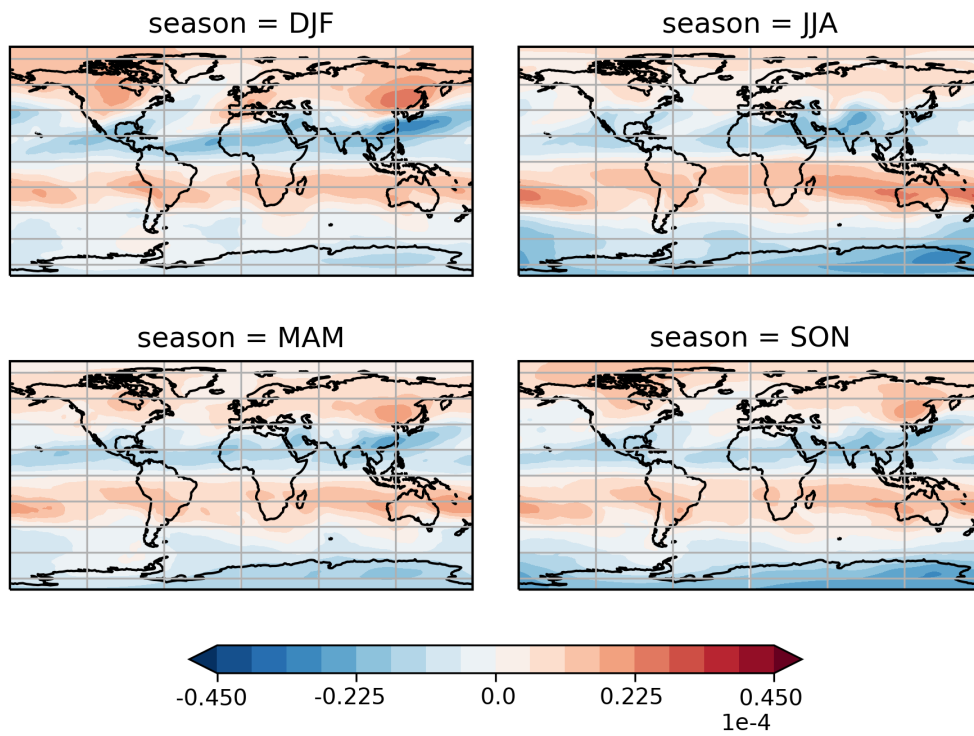 season = DJF
season = JJA
season = MAM
season = SON
-0.450 -0.225 0.0 0.225 0.450
1e-4